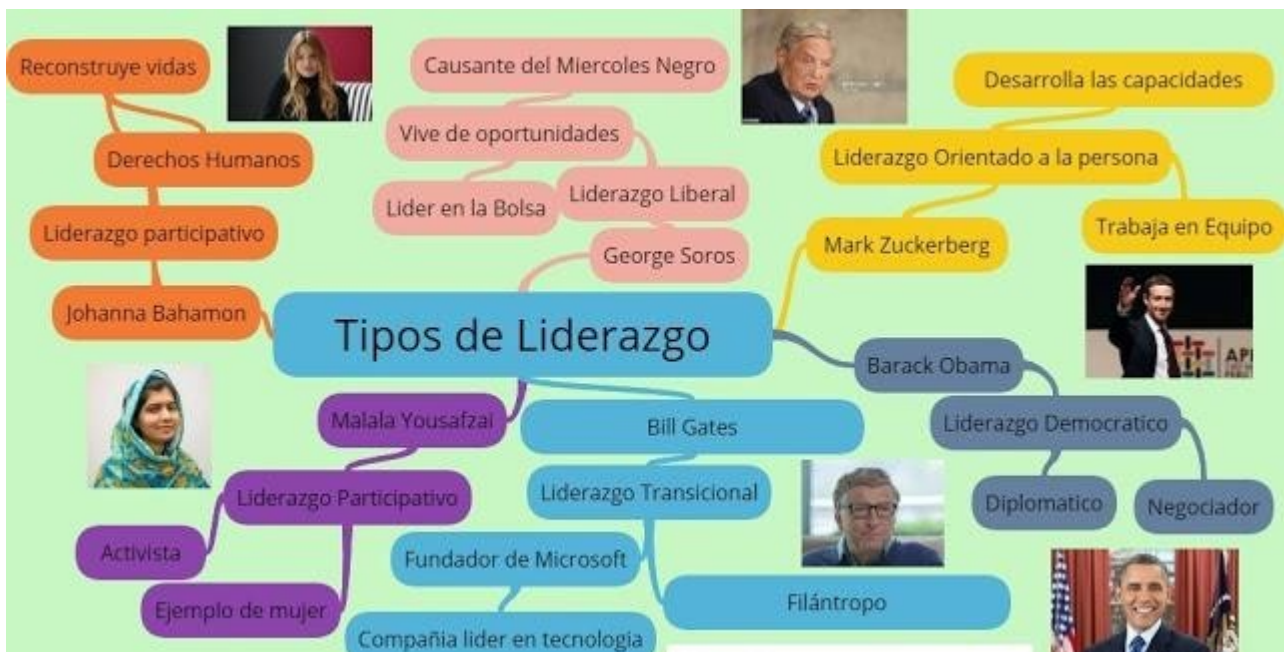 Reconstruye vidas
Derechos Humanos
Liderazgo participativo
Johanna Bahamon
Causante del Miercoles Negro
Vive de oportunidades
Lider en la Bolsa
Liderazgo Liberal
George Soros
Desarrolla las capacidades
Liderazgo Orientado a la persona
Trabaja en Equipo
Mark Zuckerberg
Tipos de Liderazgo
Barack Obama
Liderazgo Democratico
Diplomatico
Negociador
Malala Yousafzai
Liderazgo Participativo
Activista
Ejemplo de mujer
Bill Gates
Liderazgo Transicional
Fundador de Microsoft
Filántropo
Compañia lider en tecnologia